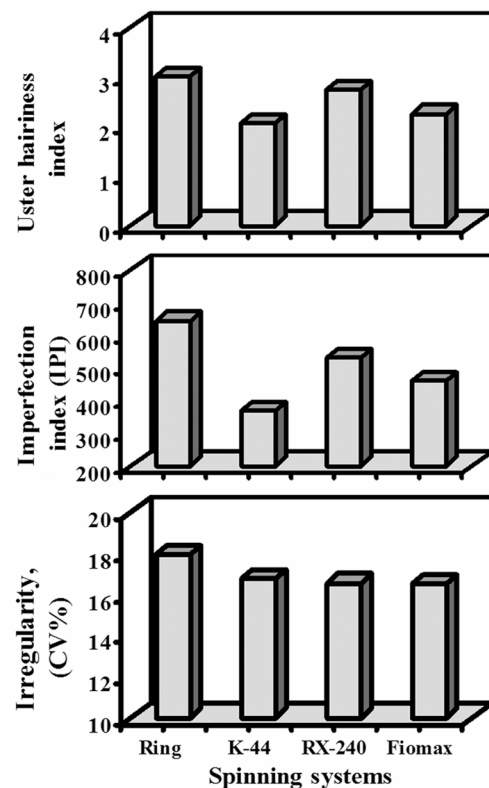 Uster hairiness
index
4
3
2
1
0
Imperfection
index (IPI)
800
700
600
500
400
300
200
Irregularity,
(CV%)
20
18
16
14
12
10
Ring K-44 RX-240 Fiomax
Spinning systems